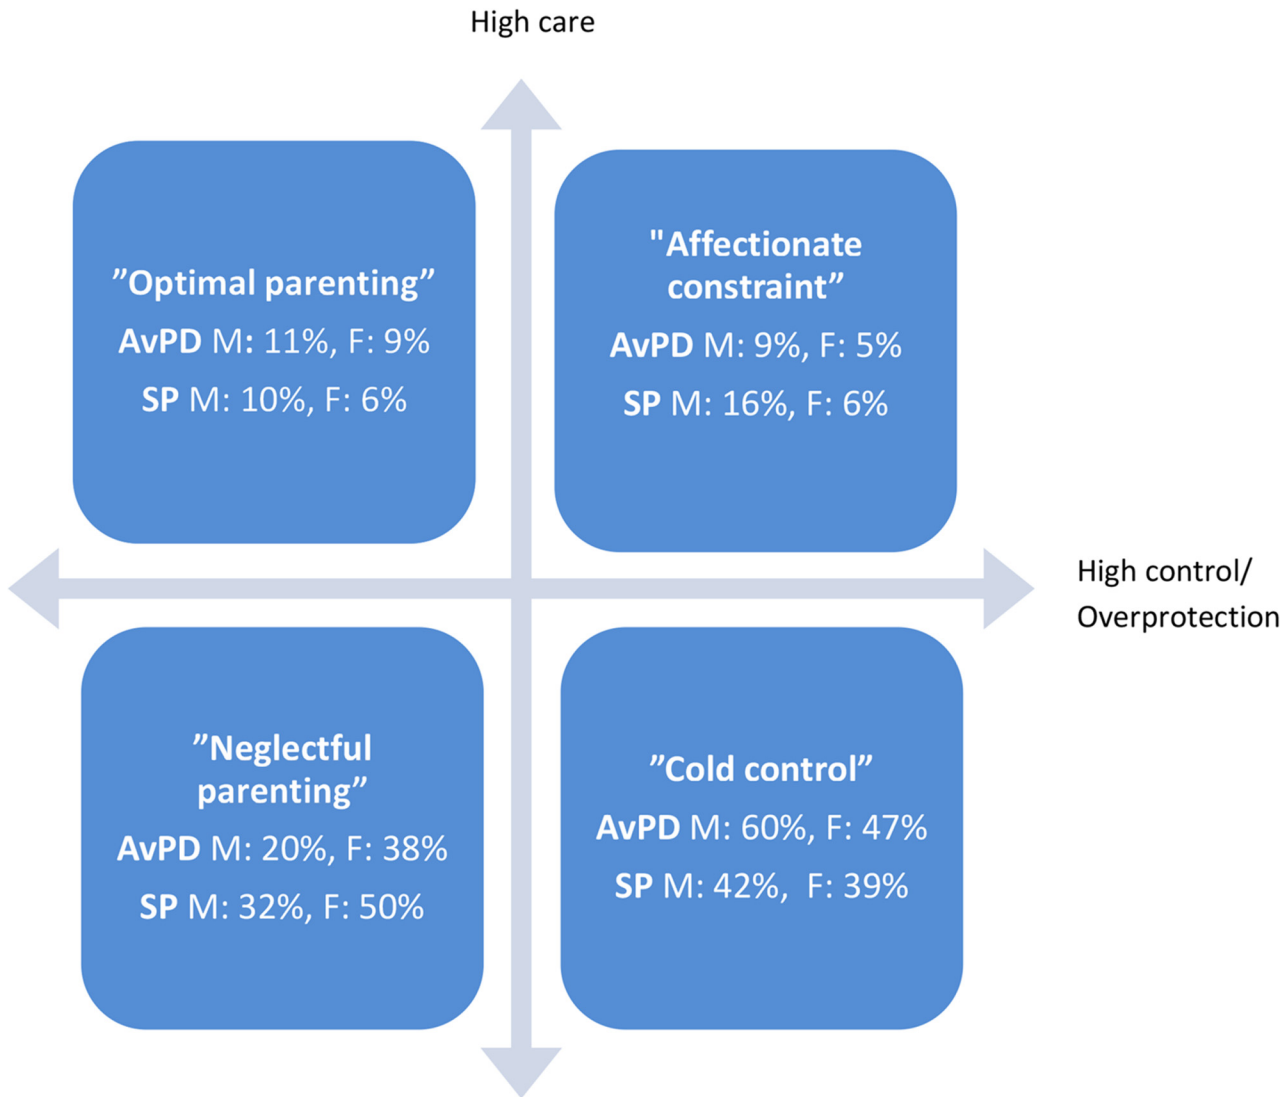 High care
”Optimal parenting”
AvPD M: 11%, F: 9%
SP M: 10%, F: 6%
"Affectionate
constraint”
AvPD M: 9%, F: 5%
SP M: 16%, F: 6%
High control/
Overprotection
”Neglectful
parenting”
AvPD M: 20%, F: 38%
SP M: 32%, F: 50%
”Cold control”
AvPD M: 60%, F: 47%
SP M: 42%,  F: 39%